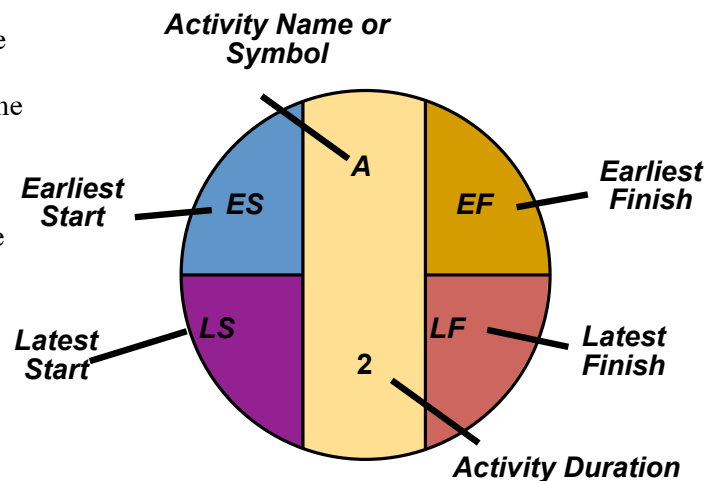 Activity Name or
Symbol
e
ne
A
Earliest
Start
ES
EF
Earliest
Finish
e
Latest
Start
LS
LF
Latest
Finish
2
Activity Duration